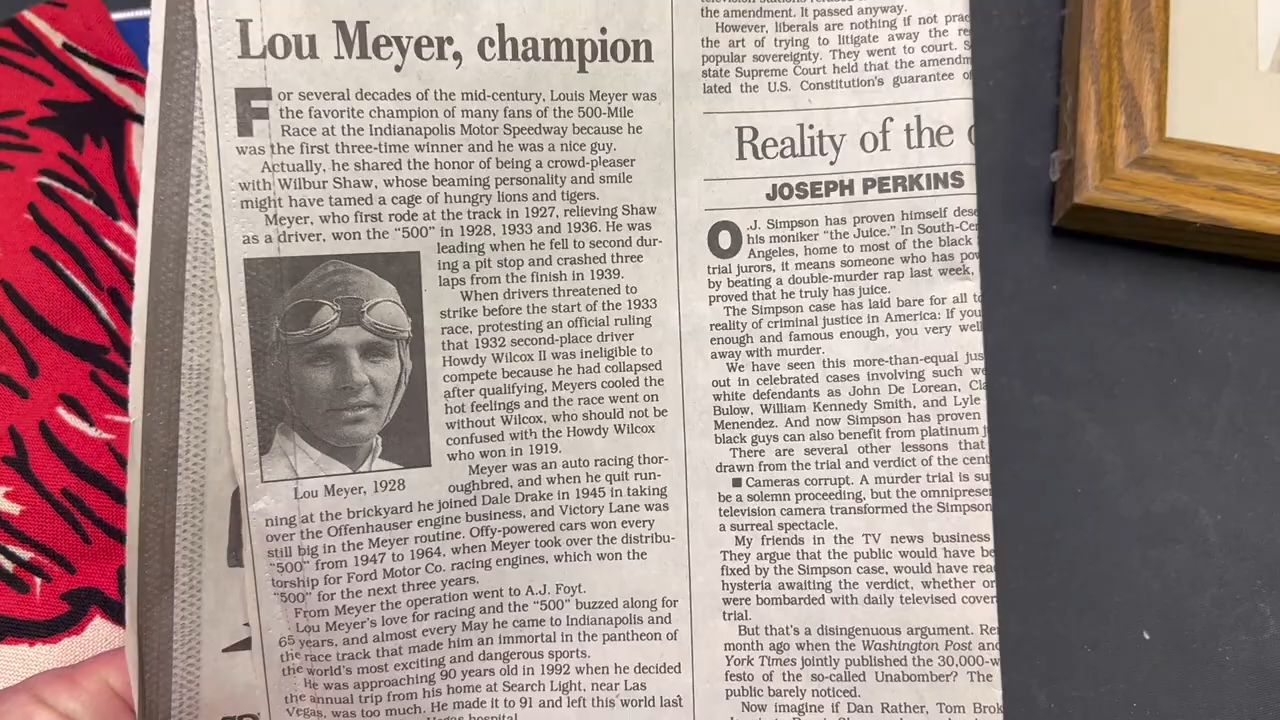 Lou Meyer, champion
For several decades of the mid-century, Louis Meyer was
the favorite champion of many fans of the 500-Mile
Race at the Indianapolis Motor Speedway because he
was the first three-time winner and he was a nice guy.
Actually, he shared the honor of being a crowd-pleaser
with Wilbur Shaw, whose beaming personality and smile
might have tamed a cage of hungry lions and tigers.
Meyer, who first rode at the track in 1927, relieving Shaw
as a driver, won the “500” in 1928, 1933 and 1936. He was
leading when he fell to second dur-
ing a pit stop and crashed three
laps from the finish in 1939.
When drivers threatened to
strike before the start of the 1933
race, protesting an official ruling
that 1932 second-place driver
Howdy Wilcox II was ineligible to
compete because he had collapsed
after qualifying, Meyers cooled the
hot feelings and the race went on
without Wilcox, who should not be
confused with the Howdy Wilcox
who won in 1919.
Meyer was an auto racing thor-
oughbred, and when he quit run-
Lou Meyer, 1928
ning at the brickyard he joined Dale Drake in 1945 in taking
over the Offenhauser engine business, and Victory Lane was
still big in the Meyer routine. Offy-powered cars won every
“500” from 1947 to 1964, when Meyer took over the distribu-
torship for Ford Motor Co. racing engines, which won the
“500” for the next three years.
From Meyer the operation went to A.J. Foyt.
Lou Meyer's love for racing and the “500” buzzed along for
65 years, and almost every May he came to Indianapolis and
the race track that made him an immortal in the pantheon of
the world's most exciting and dangerous sports.
He was approaching 90 years old in 1992 when he decided
the annual trip from his home at Search Light, near Las
Vegas, was too much. He made it to 91 and left this world last
hospital
the amendment. It passed anyway.
However, liberals are nothing if not prac
the art of trying to litigate away the re
popular sovereignty. They went to court. S
state Supreme Court held that the amendm
lated the U.S. Constitution's guarantee of
Reality of the
JOSEPH PERKINS
O.J. Simpson has proven himself dese
his moniker “the Juice.” In South-Cen
Angeles, home to most of the black
trial jurors, it means someone who has pow
by beating a double-murder rap last week,
proved that he truly has juice.
The Simpson case has laid bare for all to
reality of criminal justice in America: If you
enough and famous enough, you very well
away with murder.
We have seen this more-than-equal jus
out in celebrated cases involving such we
white defendants as John De Lorean, Cla
Bulow, William Kennedy Smith, and Lyle
Menendez. And now Simpson has proven
black guys can also benefit from platinum j
There are several other lessons that
drawn from the trial and verdict of the cent
■ Cameras corrupt. A murder trial is su
be a solemn proceeding, but the omnipresen
television camera transformed the Simpson
a surreal spectacle.
My friends in the TV news business
They argue that the public would have be
fixed by the Simpson case, would have reac
hysteria awaiting the verdict, whether or
were bombarded with daily televised cover
trial.
But that's a disingenuous argument. Re
month ago when the Washington Post and
York Times jointly published the 30,000-w
festo of the so-called Unabomber? The
public barely noticed.
Now imagine if Dan Rather, Tom Brok